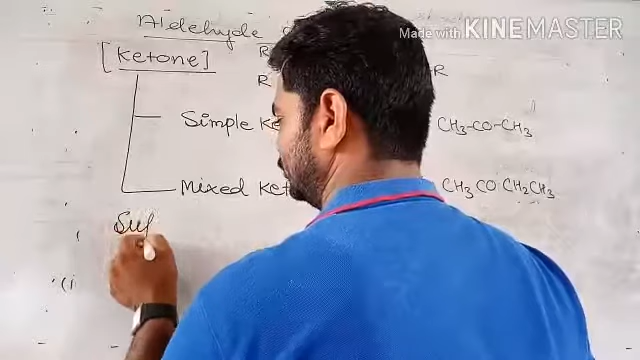 Made with KINEMASTER
Aldehyde
[Ketone]
R
R
R
Simple Ke
CH3-CO-CH3
Mixed Ket
CH3 CO CH2CH3
Suf
(i